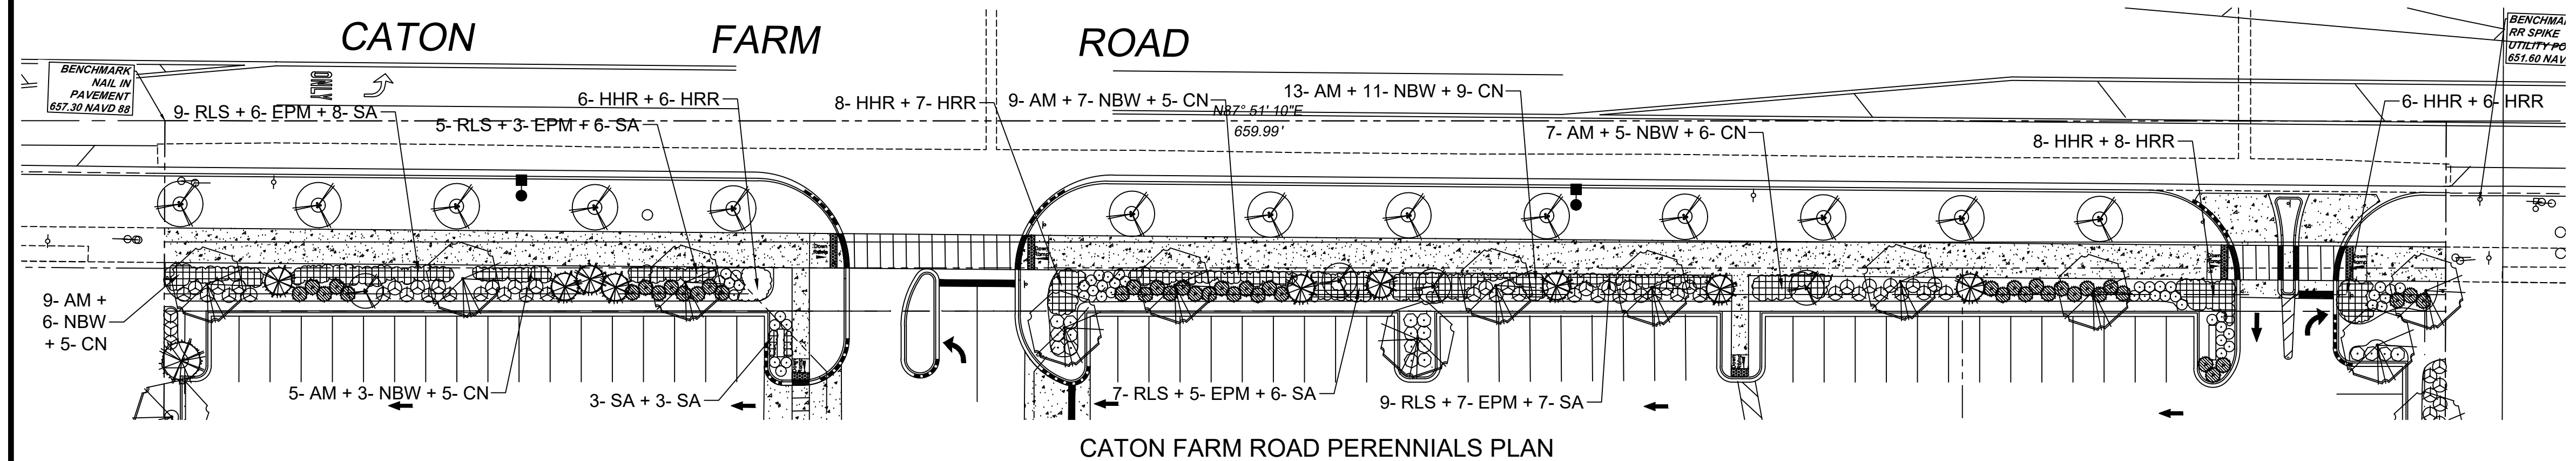 CATON FARM ROAD
BENCHMARK
NAIL IN
PAVEMENT
657.30 NAVD 88
ONLY
BENCHMA
RR SPIKE
UTILITY PO
651.60 NAV
9- RLS + 6- EPM + 8- SA
5- RLS + 3- EPM + 6- SA
6- HHR + 6- HRR
8- HHR + 7- HRR
9- AM + 7- NBW + 5- CN
13- AM + 11- NBW + 9- CN
N87° 51' 10"E
659.99'
7- AM + 5- NBW + 6- CN
8- HHR + 8- HRR
6- HHR + 6- HRR
9- AM +
6- NBW
+ 5- CN
5- AM + 3- NBW + 5- CN
3- SA + 3- SA
7- RLS + 5- EPM + 6- SA
9- RLS + 7- EPM + 7- SA
CATON FARM ROAD PERENNIALS PLAN